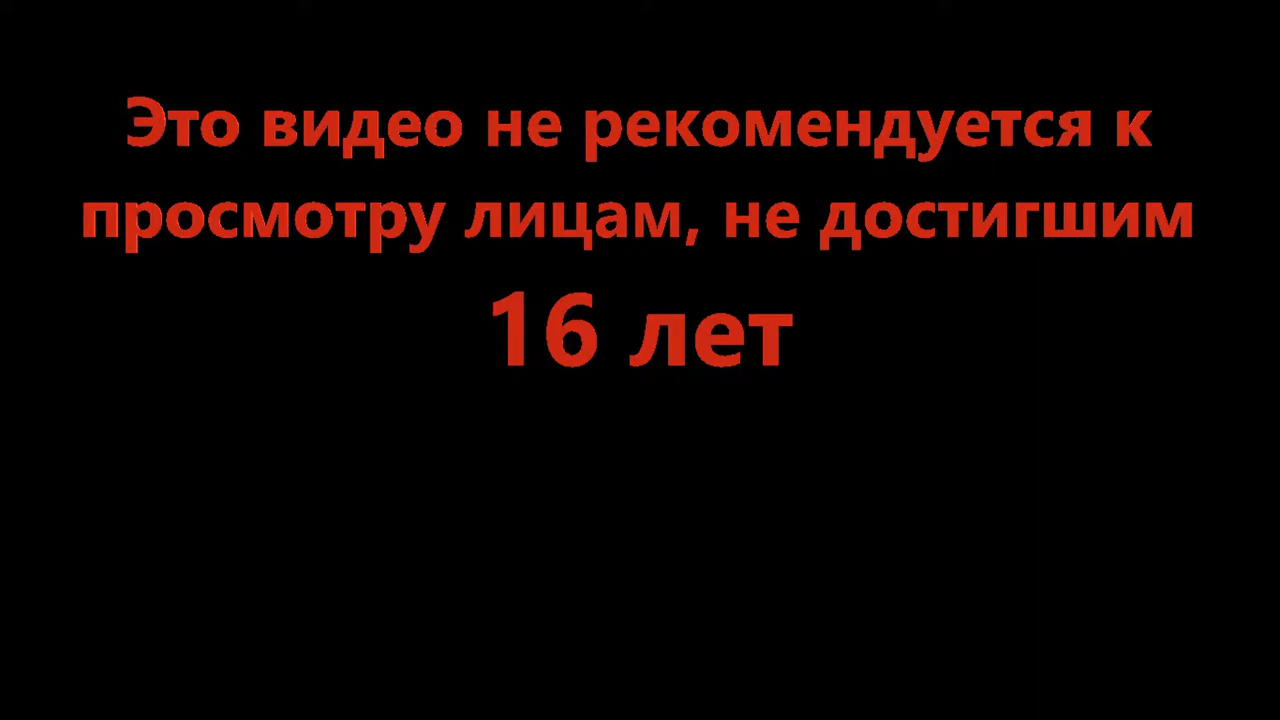 Это видео не рекомендуется к
просмотру лицам, не достигшим
16 лет